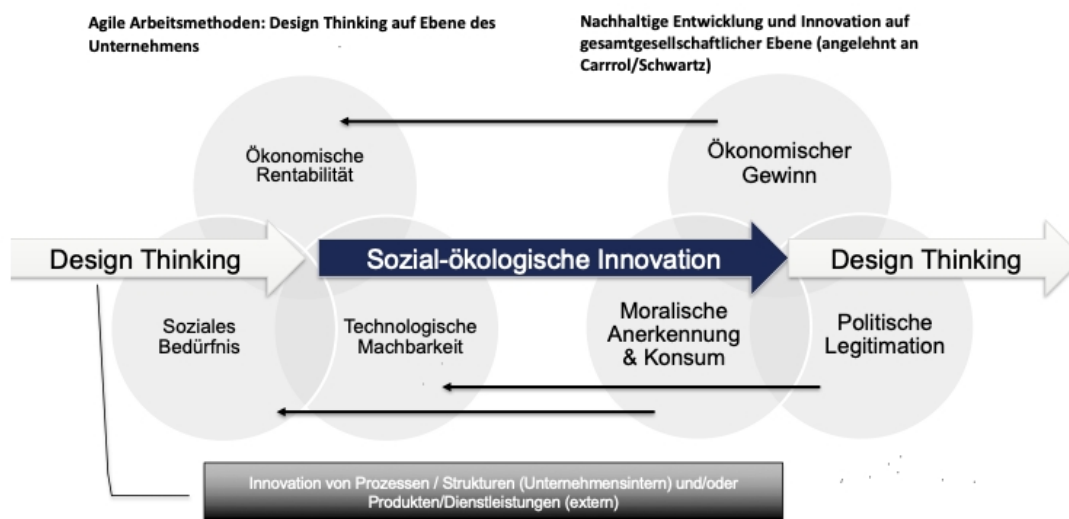 Agile Arbeitsmethoden: Design Thinking auf Ebene des
Unternehmens
Nachhaltige Entwicklung und Innovation auf
gesamtgesellschaftlicher Ebene (angelehnt an
Carrrol/Schwartz)
Ökonomische
Rentabilität
Ökonomischer
Gewinn
Design Thinking
Sozial-ökologische Innovation
Design Thinking
Soziales
Bedürfnis
Technologische
Machbarkeit
Moralische
Anerkennung
& Konsum
Politische
Legitimation
Innovation von Prozessen / Strukturen (Unternehmensintern) und/oder
Produkten/Dienstleistungen (extern)